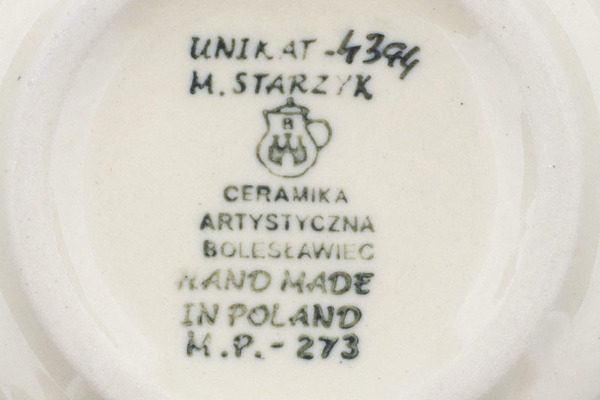 UNIKAT-4394
M. STARZYK
B
CERAMIKA
ARTYSTYCZNA
BOLESŁAWIEC
HAND MADE
IN POLAND
M.P.-273